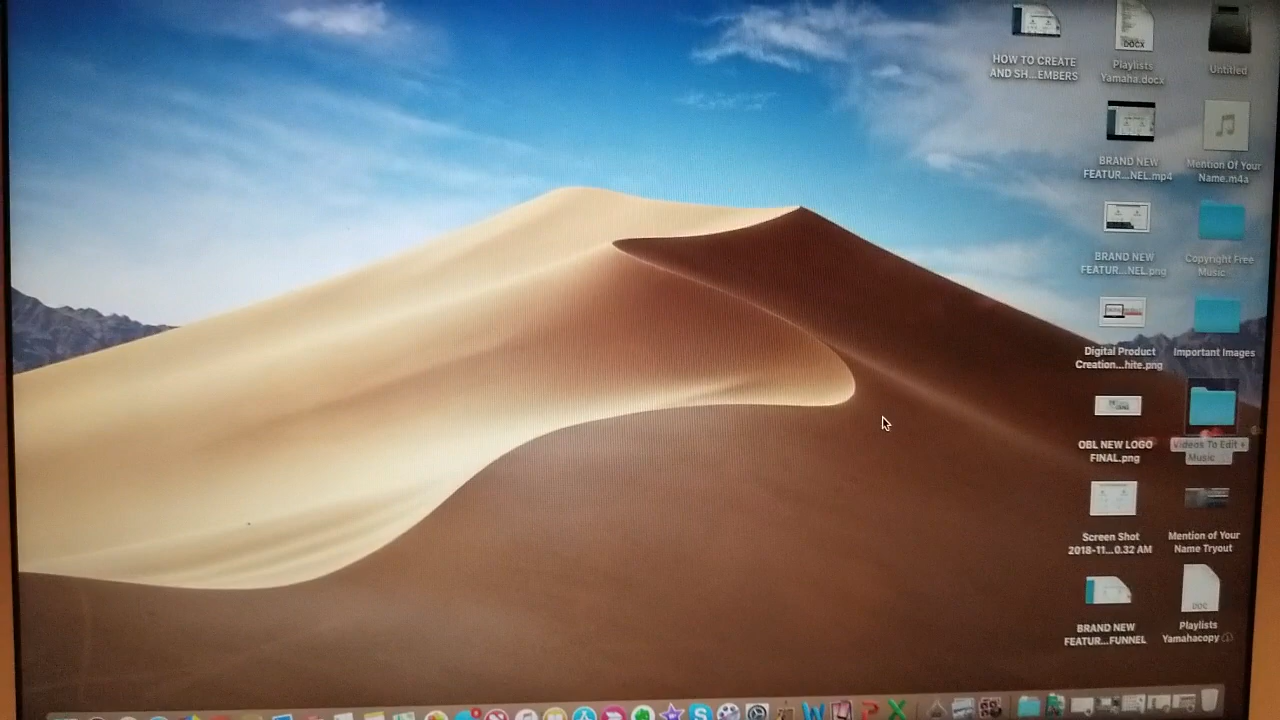 HOW TO CREATE
AND SH...EMBERS
DOCX
Playlists
Yamaha.docx
Untitled
BRAND NEW
FEATUR...NEL.mp4
Mention Of Your
Name.m4a
BRAND NEW
FEATUR...NEL.png
Copyright Free
Music
Digital Product
Creation...hite.png
Important Images
OBL NEW LOGO
FINAL.png
Videos To Edit +
Music
Screen Shot
2018-11...0.32 AM
Mention of Your
Name Tryout
BRAND NEW
FEATUR...FUNNEL
DOC
Playlists
Yamahacopy